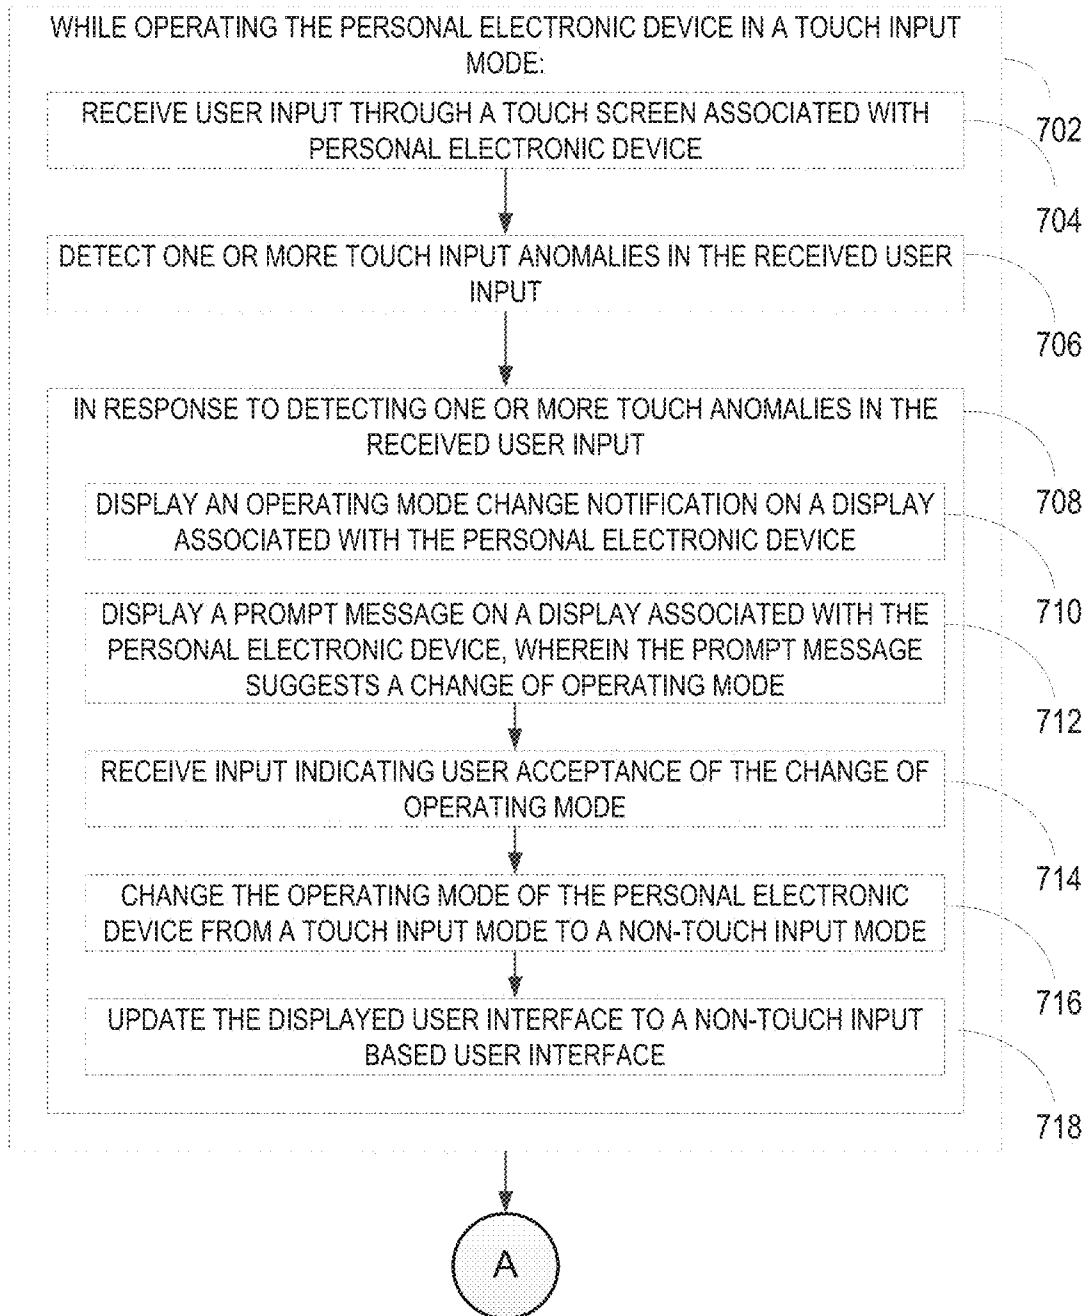 WHILE OPERATING THE PERSONAL ELECTRONIC DEVICE IN A TOUCH INPUT
MODE:
702
RECEIVE USER INPUT THROUGH A TOUCH SCREEN ASSOCIATED WITH
PERSONAL ELECTRONIC DEVICE
704
DETECT ONE OR MORE TOUCH INPUT ANOMALIES IN THE RECEIVED USER
INPUT
706
IN RESPONSE TO DETECTING ONE OR MORE TOUCH ANOMALIES IN THE
RECEIVED USER INPUT
708
DISPLAY AN OPERATING MODE CHANGE NOTIFICATION ON A DISPLAY
ASSOCIATED WITH THE PERSONAL ELECTRONIC DEVICE
710
DISPLAY A PROMPT MESSAGE ON A DISPLAY ASSOCIATED WITH THE
PERSONAL ELECTRONIC DEVICE, WHEREIN THE PROMPT MESSAGE
SUGGESTS A CHANGE OF OPERATING MODE
712
RECEIVE INPUT INDICATING USER ACCEPTANCE OF THE CHANGE OF
OPERATING MODE
714
CHANGE THE OPERATING MODE OF THE PERSONAL ELECTRONIC
DEVICE FROM A TOUCH INPUT MODE TO A NON-TOUCH INPUT MODE
716
UPDATE THE DISPLAYED USER INTERFACE TO A NON-TOUCH INPUT
BASED USER INTERFACE
718
A